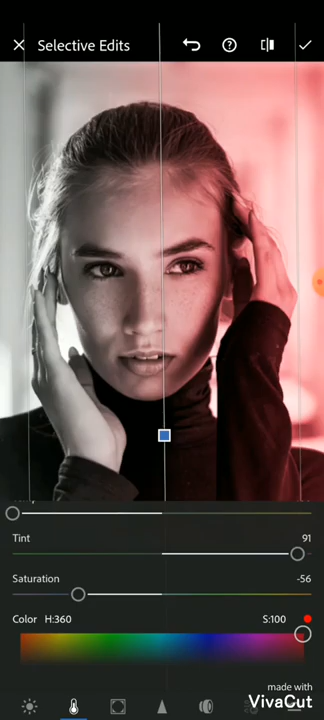 Selective Edits
Tint 91
Saturation -56
Color H:360 S:100
made with
VivaCut